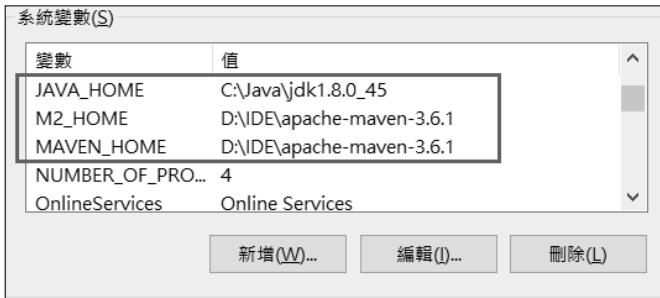 系統變數(S)
變數 值
JAVA_HOME C:\Java\jdk1.8.0_45
M2_HOME D:\IDE\apache-maven-3.6.1
MAVEN_HOME D:\IDE\apache-maven-3.6.1
NUMBER_OF_PRO... 4
OnlineServices Online Services
新增(W)... 編輯(I)... 刪除(L)